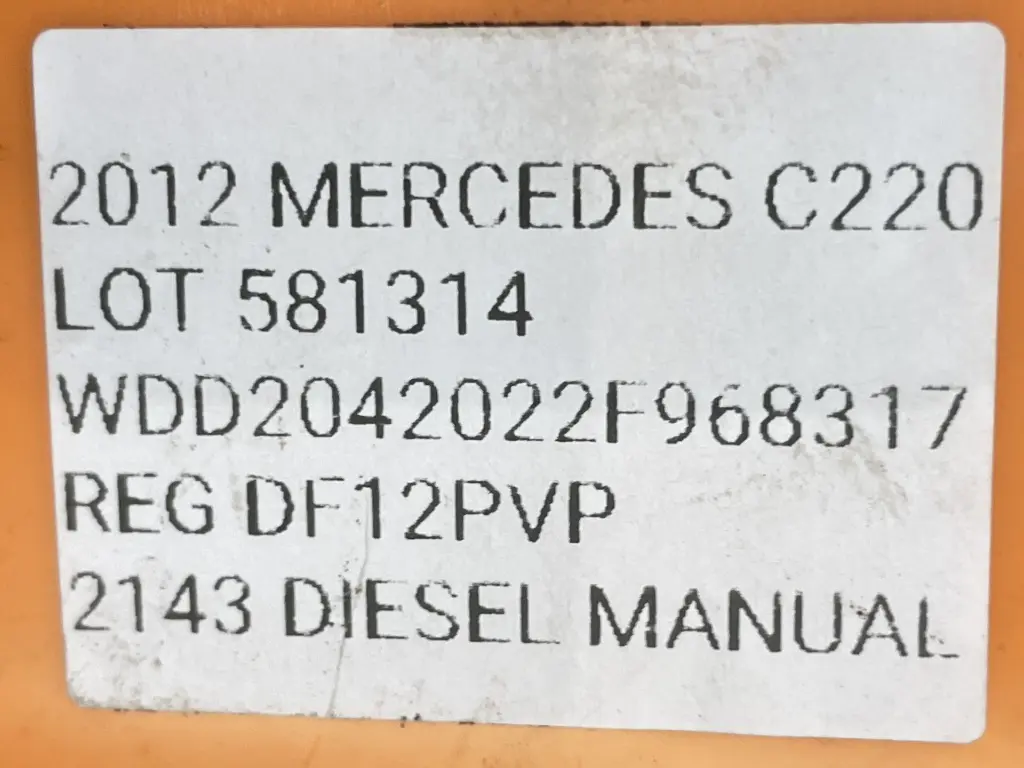 2012 MERCEDES C220
LOT 581314
WDD2042022F968317
REG DF12PVP
2143 DIESEL MANUAL